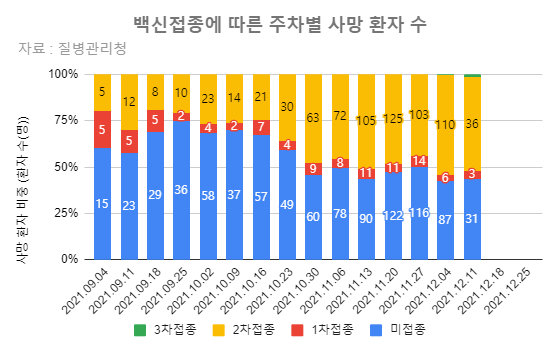 백신접종에 따른 주차별 사망 환자 수
자료 : 질병관리청
사망 환자 비중 (환자 수(명))
100%
75%
50%
25%
0%
5 12 8 10 23 14 21 30 63 72 105 125 103 110 36
5 5 5 2 4 2 7 4 9 8 11 11 14 6 3
15 23 29 36 58 37 57 49 60 78 90 122 116 87 31
2021.09.04 2021.09.11 2021.09.18 2021.09.25 2021.10.02 2021.10.09 2021.10.16 2021.10.23 2021.10.30 2021.11.06 2021.11.13 2021.11.20 2021.11.27 2021.12.04 2021.12.11 2021.12.18 2021.12.25
3차접종 2차접종 1차접종 미접종